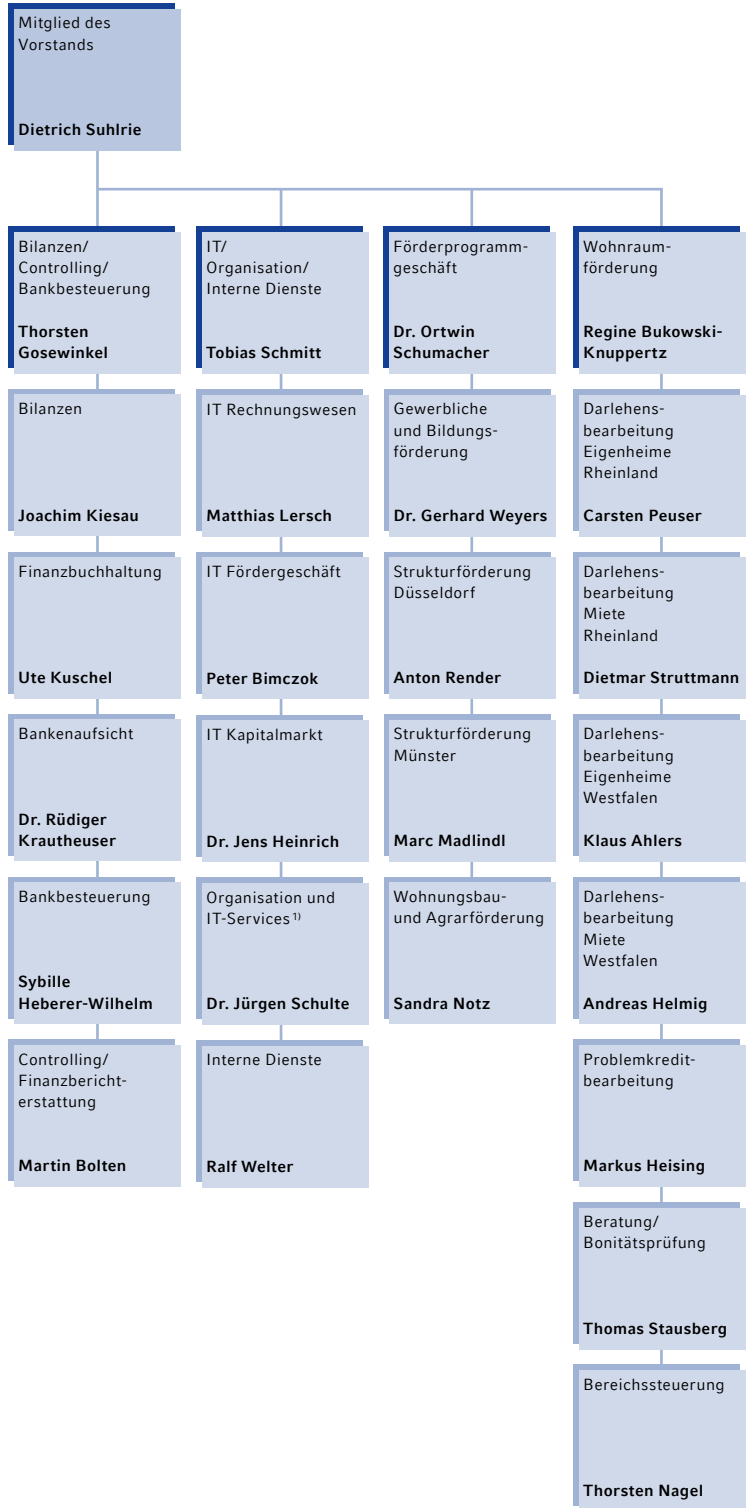 Mitglied des
Vorstands
Dietrich Suhlrie
Bilanzen/
Controlling/
Bankbesteuerung
Thorsten
Gosewinkel
Bilanzen
Joachim Kiesau
Finanzbuchhaltung
Ute Kuschel
Bankenaufsicht
Dr. Rüdiger
Krautheuser
Bankbesteuerung
Sybille
Heberer-Wilhelm
Controlling/
Finanzbericht-
erstattung
Martin Bolten
IT/
Organisation/
Interne Dienste
Tobias Schmitt
IT Rechnungswesen
Matthias Lersch
IT Fördergeschäft
Peter Bimczok
IT Kapitalmarkt
Dr. Jens Heinrich
Organisation und
IT-Services 1)
Dr. Jürgen Schulte
Interne Dienste
Ralf Welter
Förderprogramm-
geschäft
Dr. Ortwin
Schumacher
Gewerbliche
und Bildungs-
förderung
Dr. Gerhard Weyers
Strukturförderung
Düsseldorf
Anton Render
Strukturförderung
Münster
Marc Madlindl
Wohnungsbau-
und Agrarförderung
Sandra Notz
Wohnraum-
förderung
Regine Bukowski-
Knuppertz
Darlehens-
bearbeitung
Eigenheime
Rheinland
Carsten Peuser
Darlehens-
bearbeitung
Miete
Rheinland
Dietmar Struttmann
Darlehens-
bearbeitung
Eigenheime
Westfalen
Klaus Ahlers
Darlehens-
bearbeitung
Miete
Westfalen
Andreas Helmig
Problemkredit-
bearbeitung
Markus Heising
Beratung/
Bonitätsprüfung
Thomas Stausberg
Bereichssteuerung
Thorsten Nagel